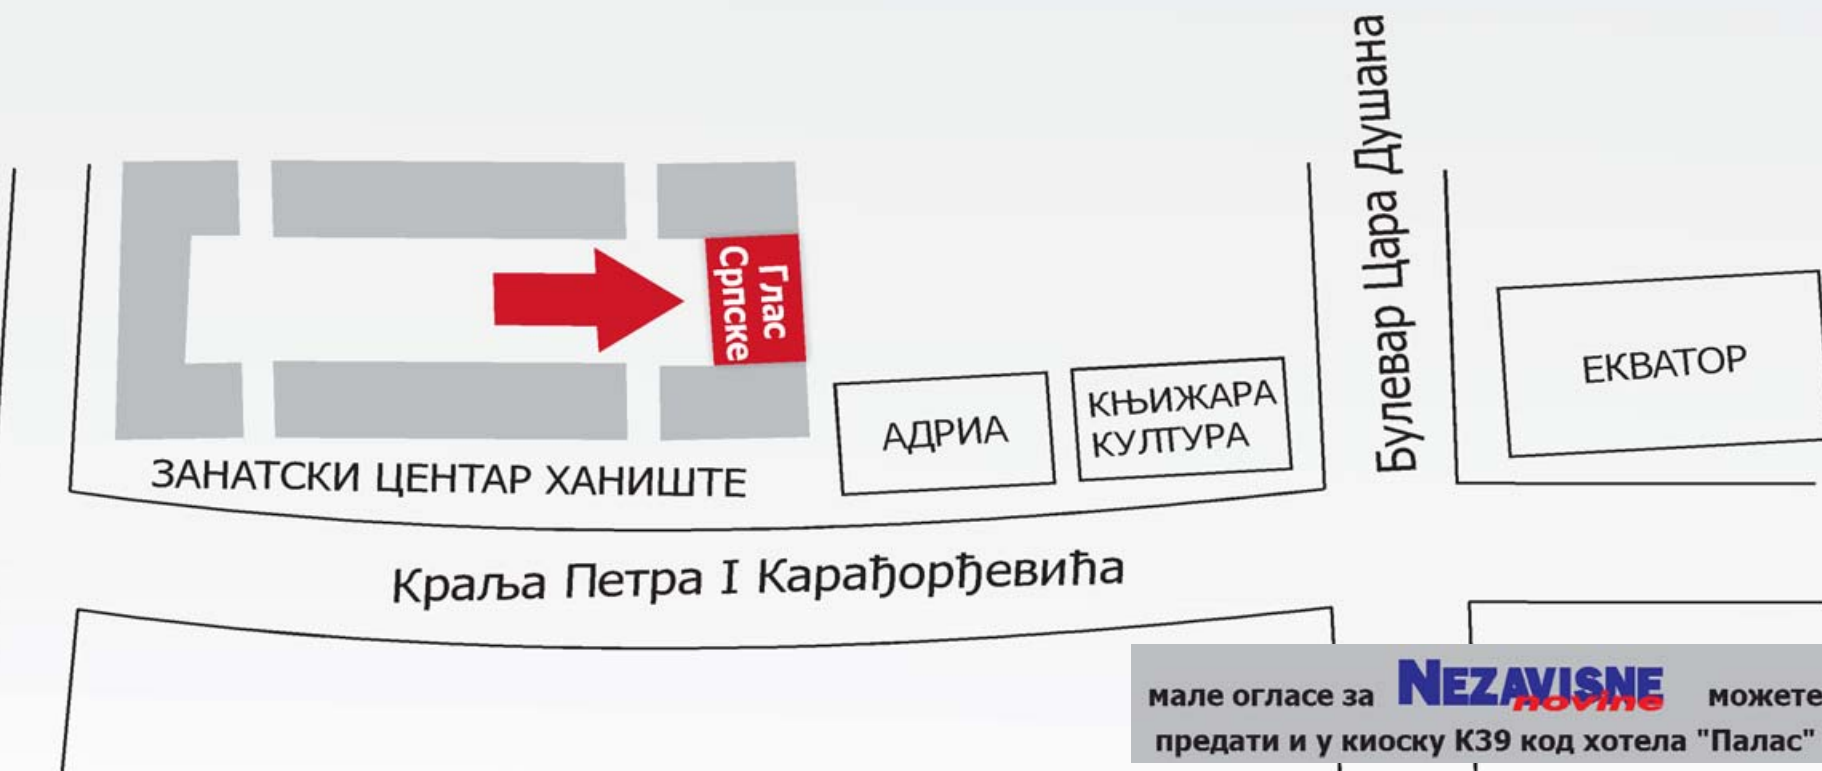 Булевар Цара Душана
Глас
Српске
ЕКВАТОР
АДРИА
КЊИЖАРА
КУЛТУРА
ЗАНАТСКИ ЦЕНТАР ХАНИШТЕ
Краља Петра I Карађорђевића
мале огласе за NEZAVISNE novine можете
предати и у киоску К39 код хотела "Палас"